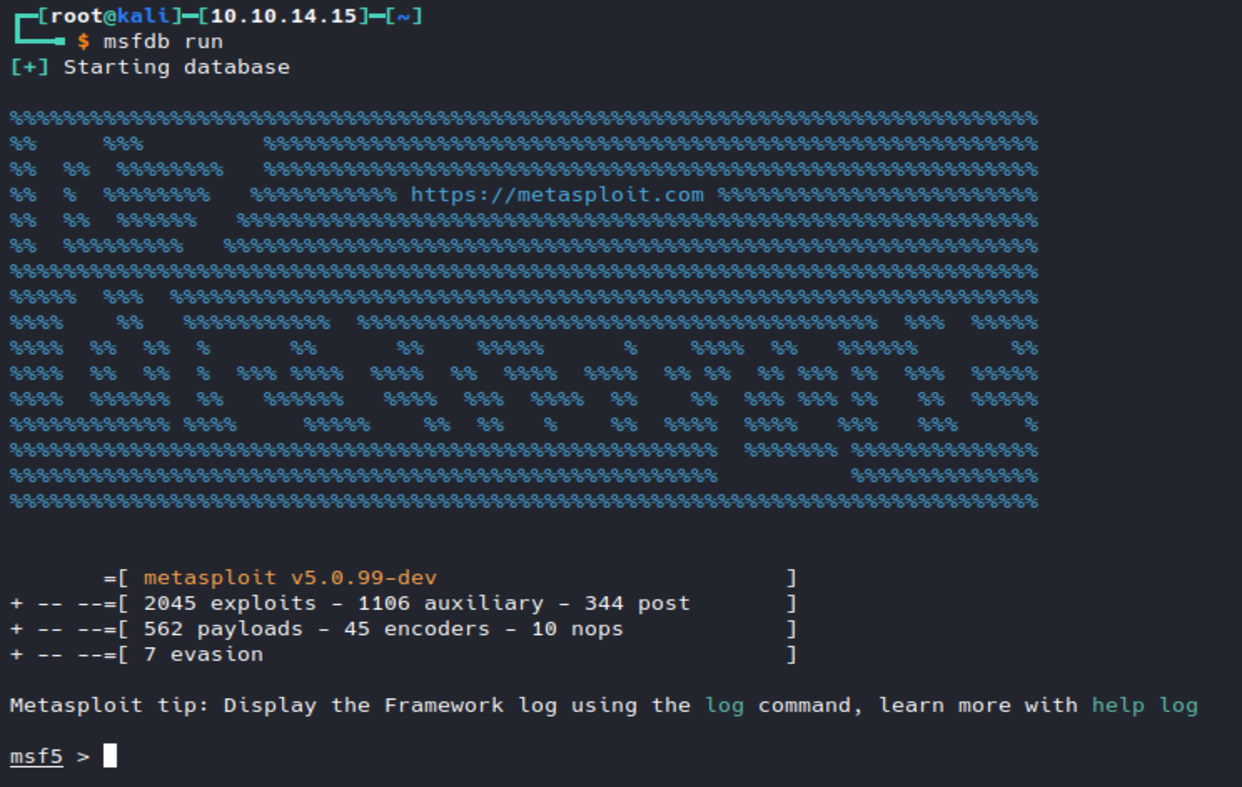 [root@kali]-[10.10.14.15]-[~]
$ msfdb run
[+] Starting database
https://metasploit.com
=[ metasploit v5.0.99-dev ]
+ -- --=[ 2045 exploits - 1106 auxiliary - 344 post ]
+ -- --=[ 562 payloads - 45 encoders - 10 nops ]
+ -- --=[ 7 evasion ]
Metasploit tip: Display the Framework log using the log command, learn more with help log
msf5 >